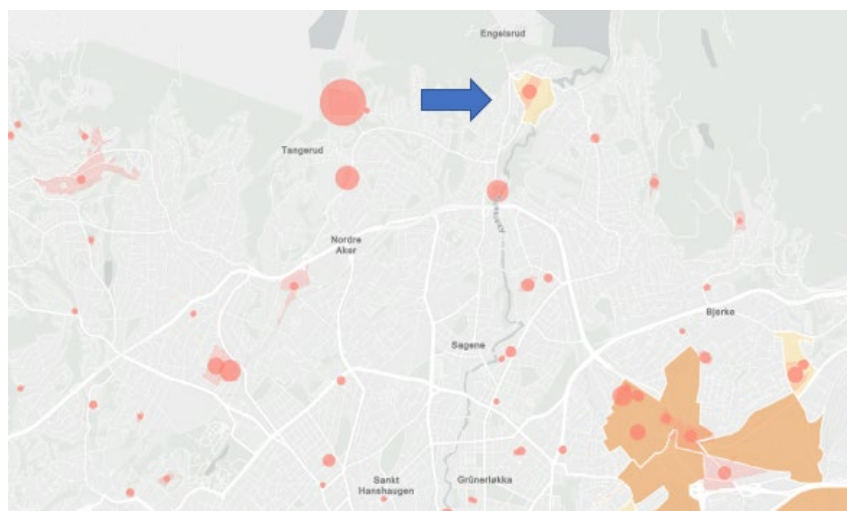 Engelsrud
Tangerud
Nordre
Aker
Bjerke
Sagene
Sankt
Hanshaugen
Grünerløkka